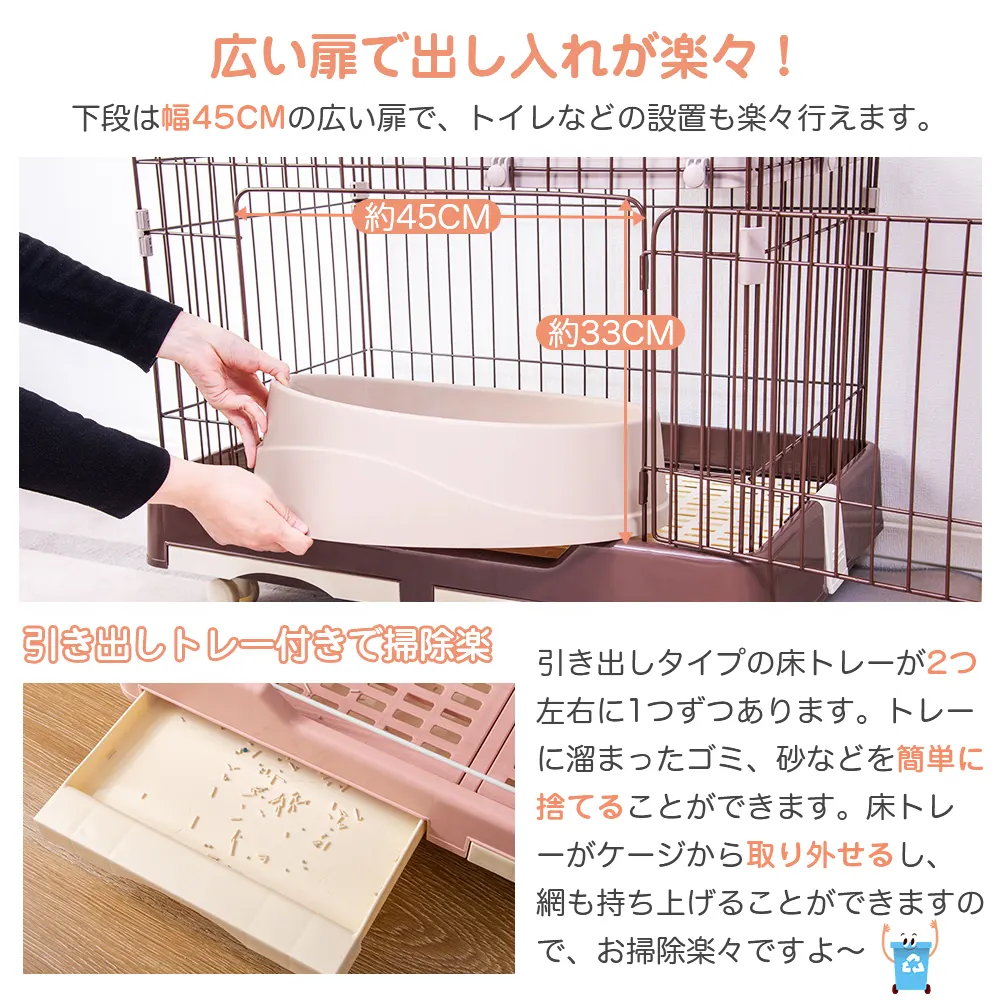 広い扉で出し入れが楽々！
下段は幅45CMの広い扉で、トイレなどの設置も楽々行えます。
約45CM
約33CM
引き出しトレー付きで掃除楽
引き出しタイプの床トレーが2つ
左右に1つずつあります。トレー
に溜まったゴミ、砂などを簡単に
捨てることができます。床トレ
ーがケージから取り外せるし、
網も持ち上げることができますの
で、お掃除楽々ですよ〜